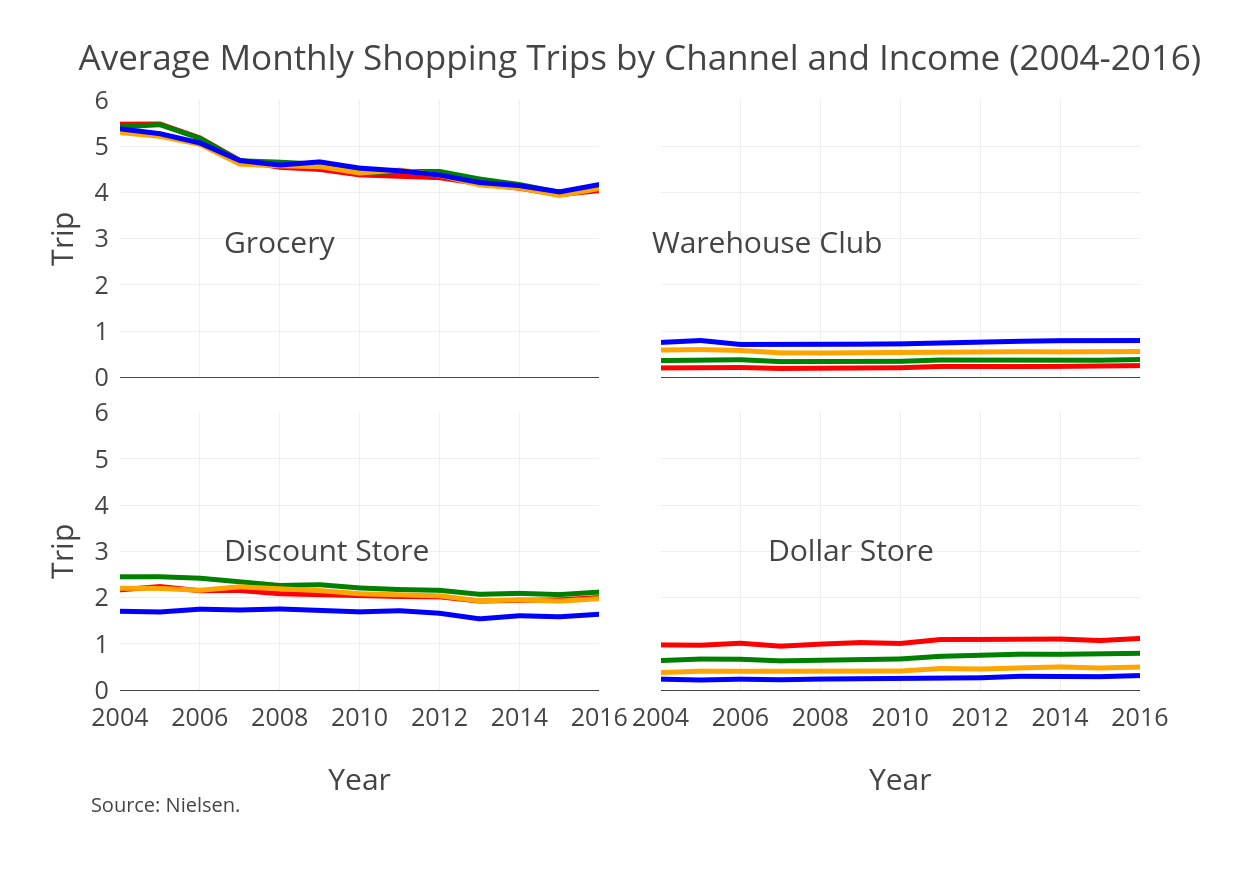 Average Monthly Shopping Trips by Channel and Income (2004-2016)
6
5
4
3
2
1
0
Trip
Grocery
Warehouse Club
6
5
4
3
2
1
0
Trip
Discount Store
Dollar Store
2004 2006 2008 2010 2012 2014 2016 2004 2006 2008 2010 2012 2014 2016
Year Year
Source: Nielsen.